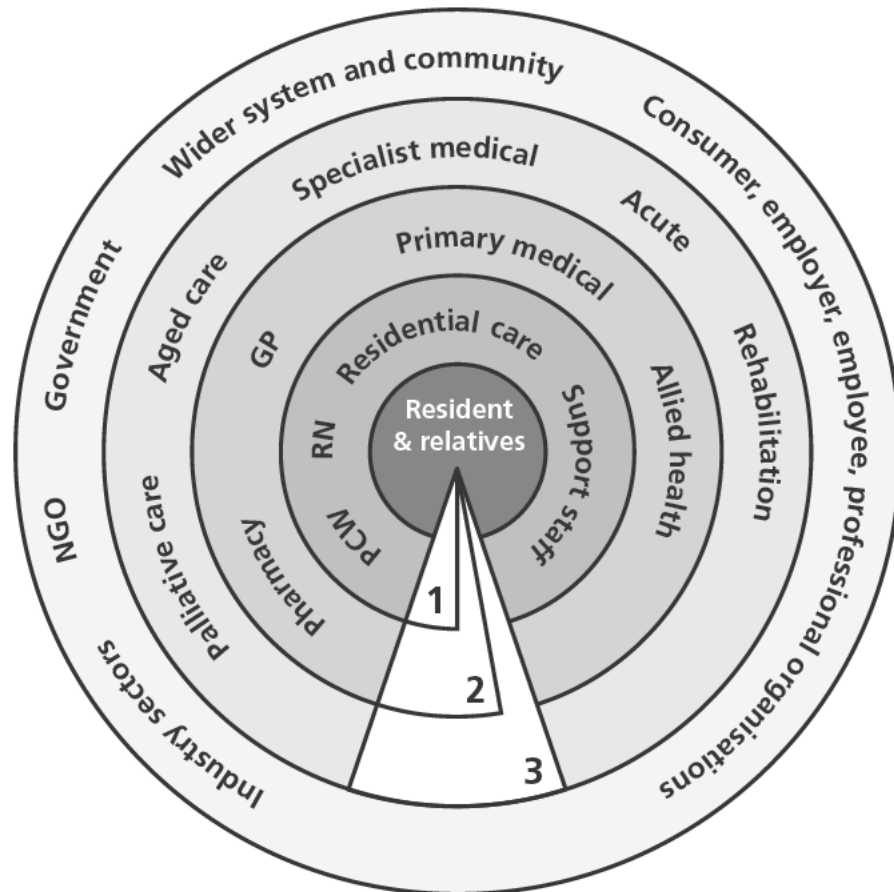 Wider system and community
Consumer, employer, employee, professional organisations
Government
NGO
Industry sectors
Specialist medical
Acute
Rehabilitation
Aged care
Palliative care
Primary medical
Allied health
GP
Pharmacy
Residential care
Support staff
RN
PCW
Resident
& relatives
1
2
3